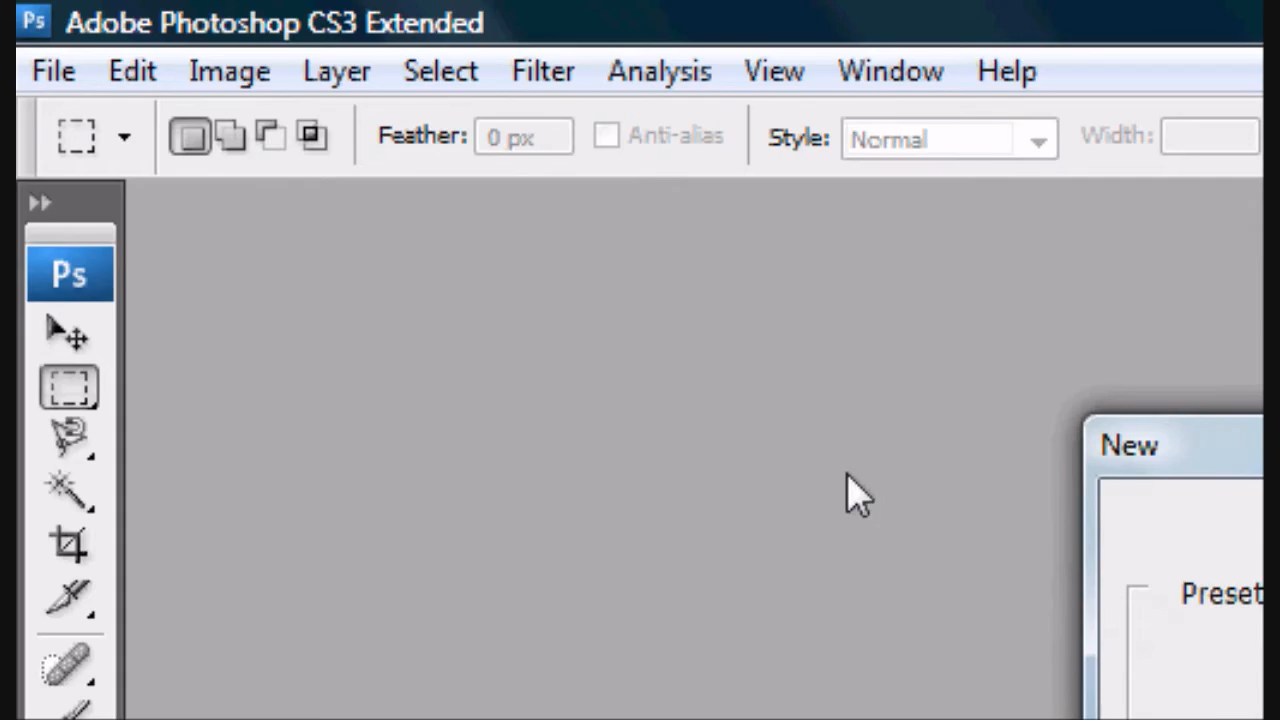 Ps Adobe Photoshop CS3 Extended
File Edit Image Layer Select Filter Analysis View Window Help
Feather: 0 px Anti-alias Style: Normal Width:
Ps
New
Preset